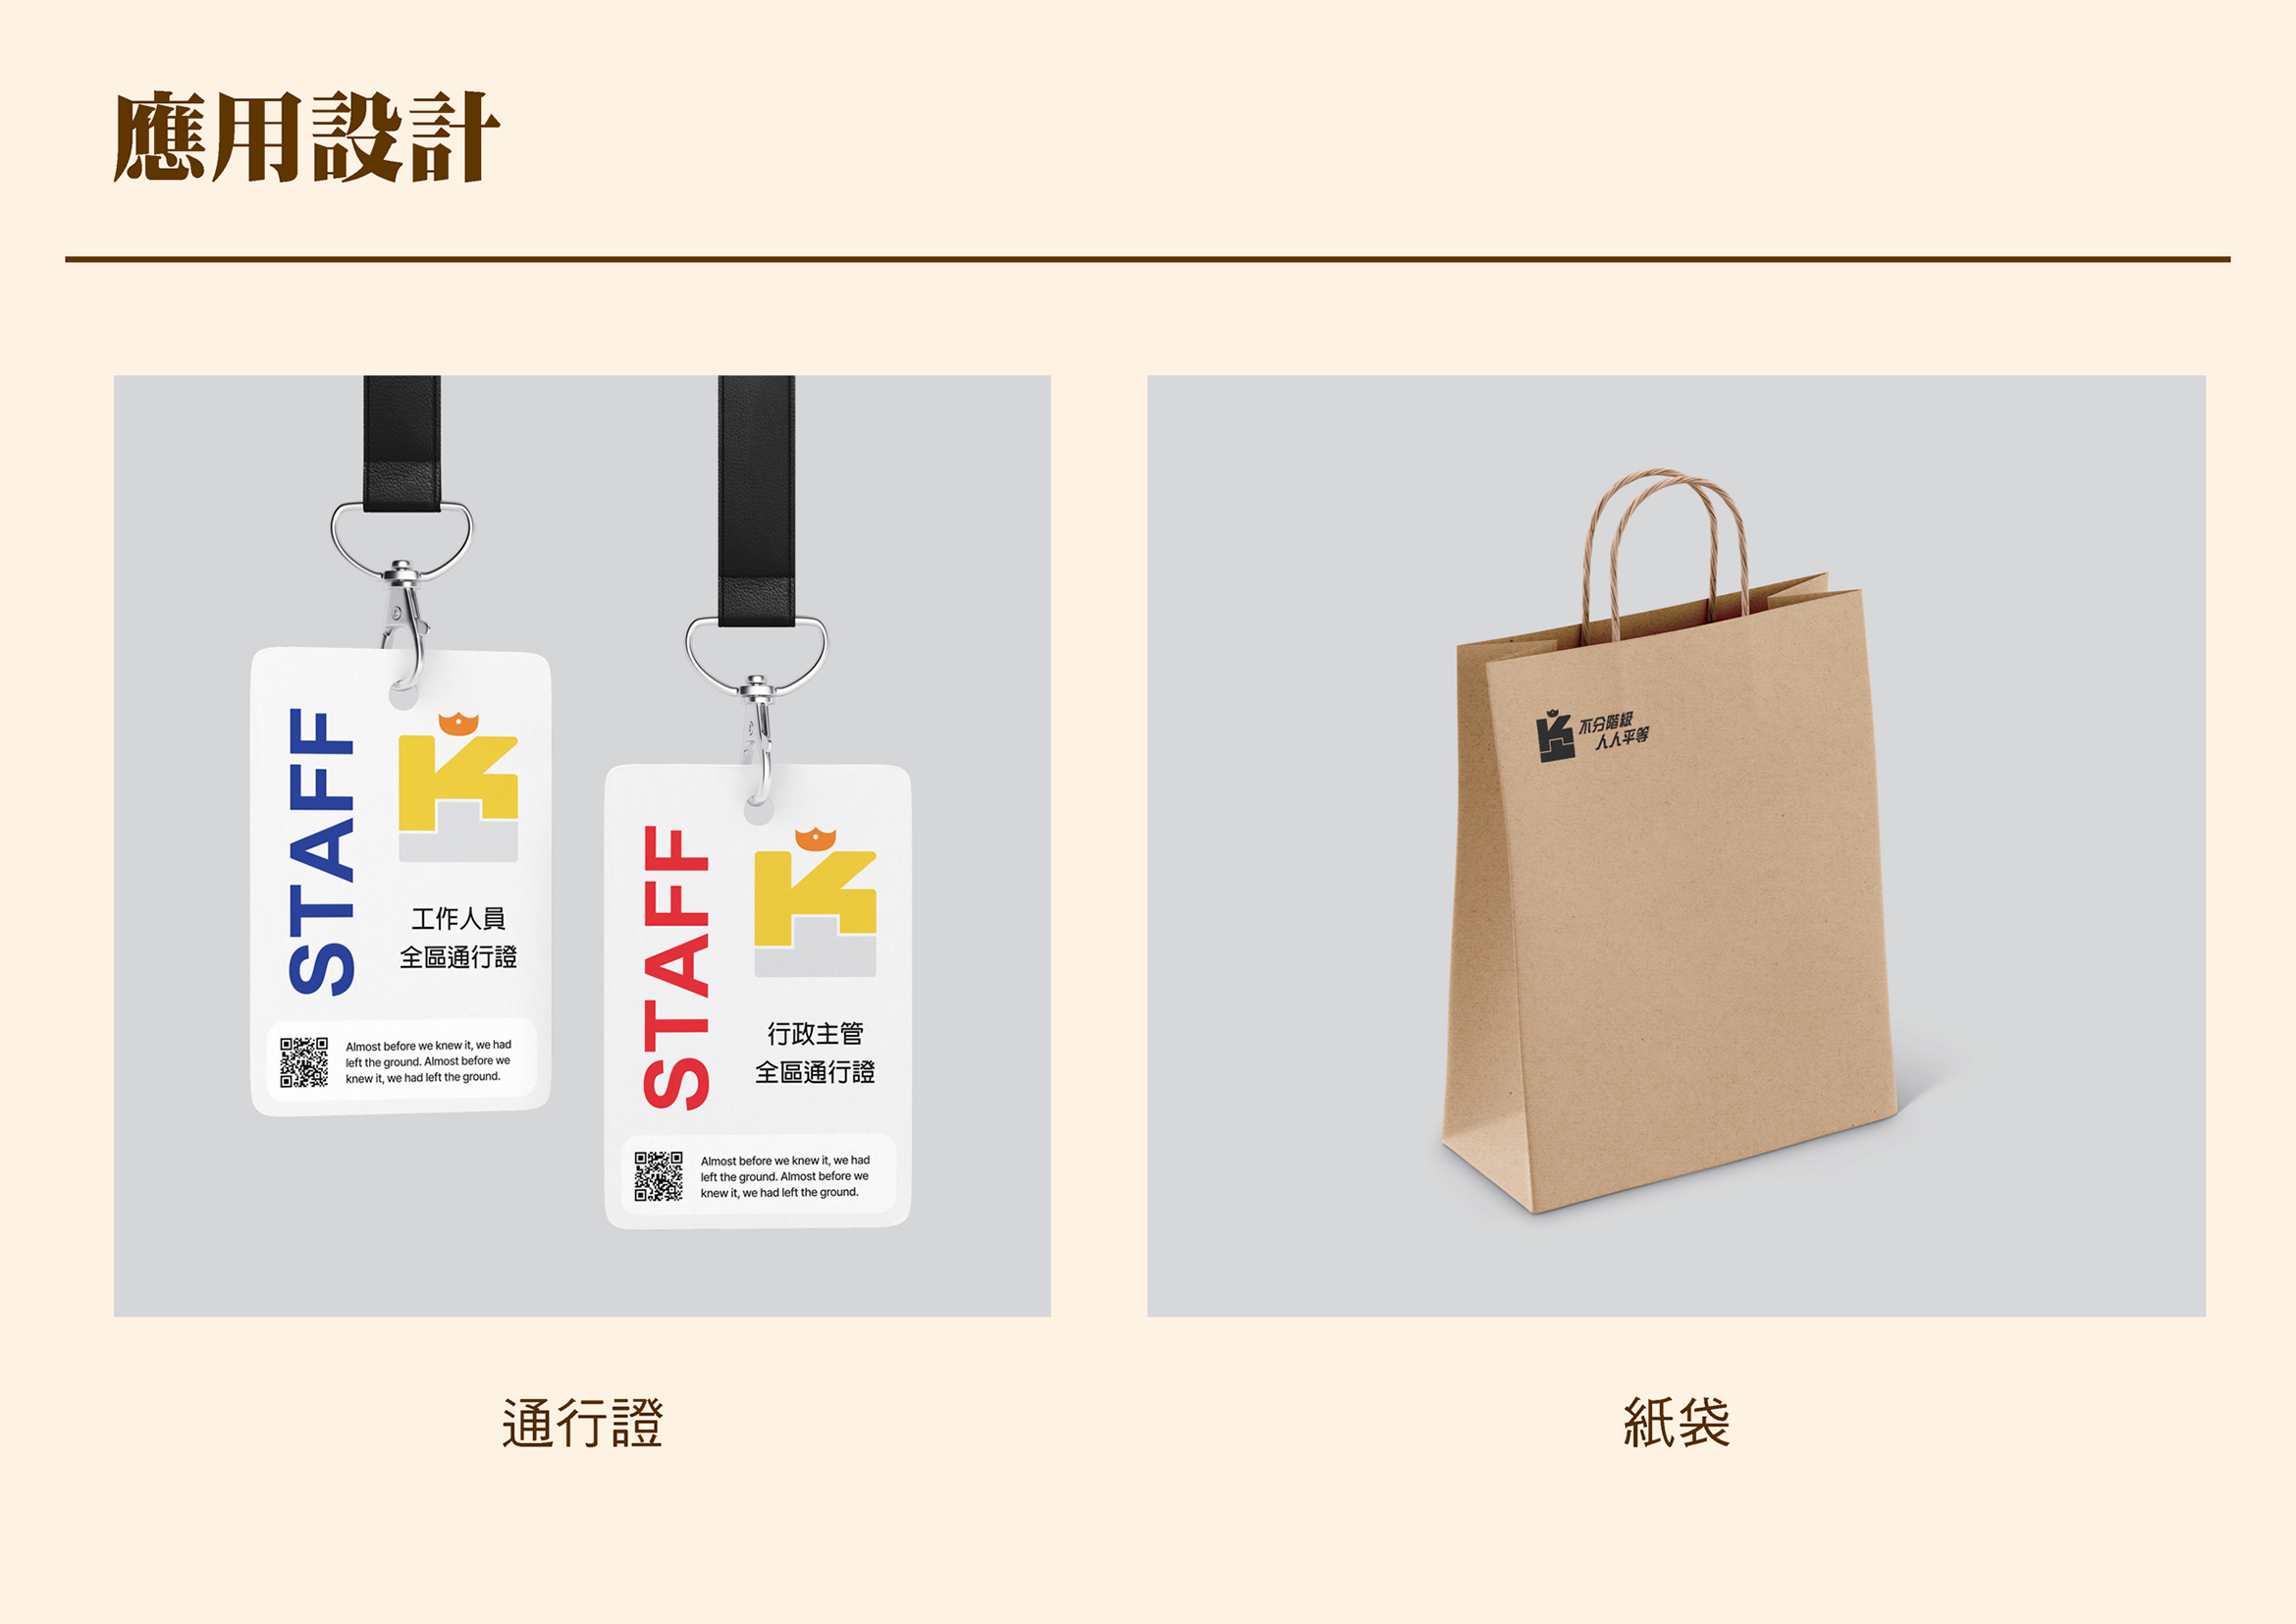 應用設計
STAFF
工作人員
全區通行證
Almost before we knew it, we had
left the ground. Almost before we
knew it, we had left the ground.
STAFF
行政主管
全區通行證
Almost before we knew it, we had
left the ground. Almost before we
knew it, we had left the ground.
不分階級
人人平等
通行證
紙袋